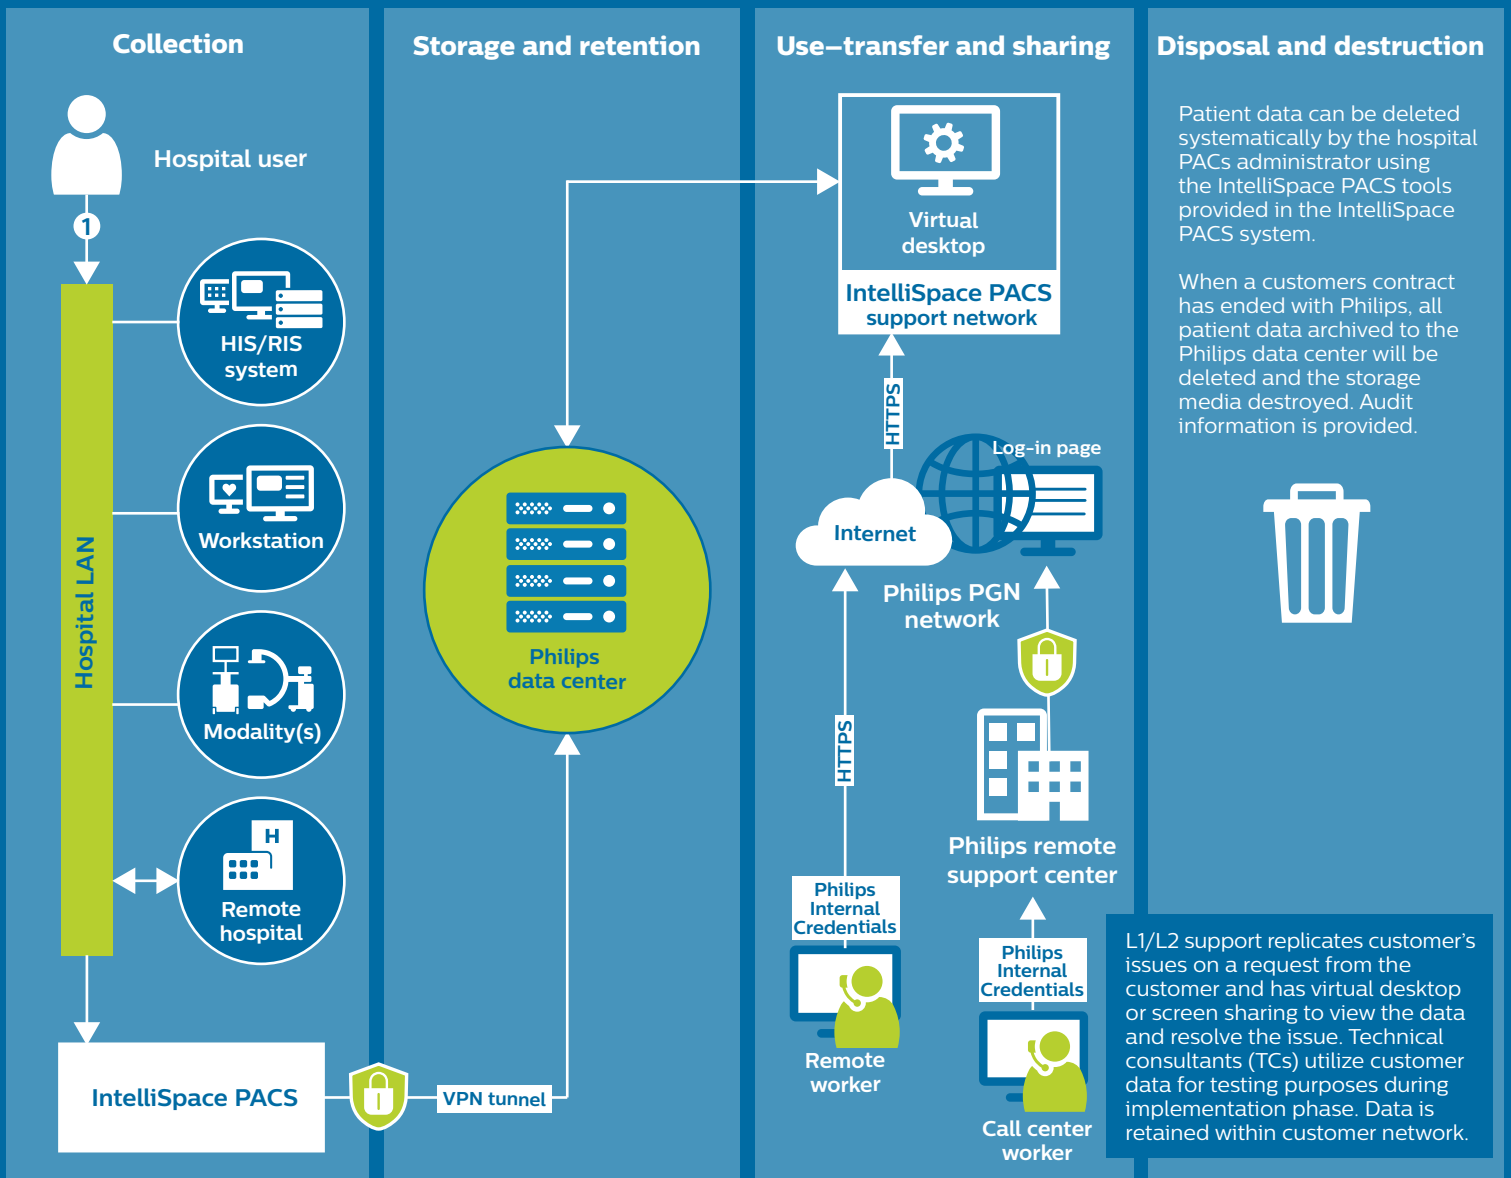 Collection
Hospital user
1
Hospital LAN
HIS/RIS
system
Workstation
Modality(s)
H
Remote
hospital
IntelliSpace PACS
VPN tunnel
Storage and retention
Philips
data center
Use–transfer and sharing
Virtual
desktop
IntelliSpace PACS
support network
HTTPS
Log-in page
Internet
Philips PGN
network
HTTPS
Philips remote
support center
Philips
Internal
Credentials
Remote
worker
Philips
Internal
Credentials
Call center
worker
Disposal and destruction
Patient data can be deleted
systematically by the hospital
PACs administrator using
the IntelliSpace PACS tools
provided in the IntelliSpace
PACS system.
When a customers contract
has ended with Philips, all
patient data archived to the
Philips data center will be
deleted and the storage
media destroyed. Audit
information is provided.
L1/L2 support replicates customer's
issues on a request from the
customer and has virtual desktop
or screen sharing to view the data
and resolve the issue. Technical
consultants (TCs) utilize customer
data for testing purposes during
implementation phase. Data is
retained within customer network.